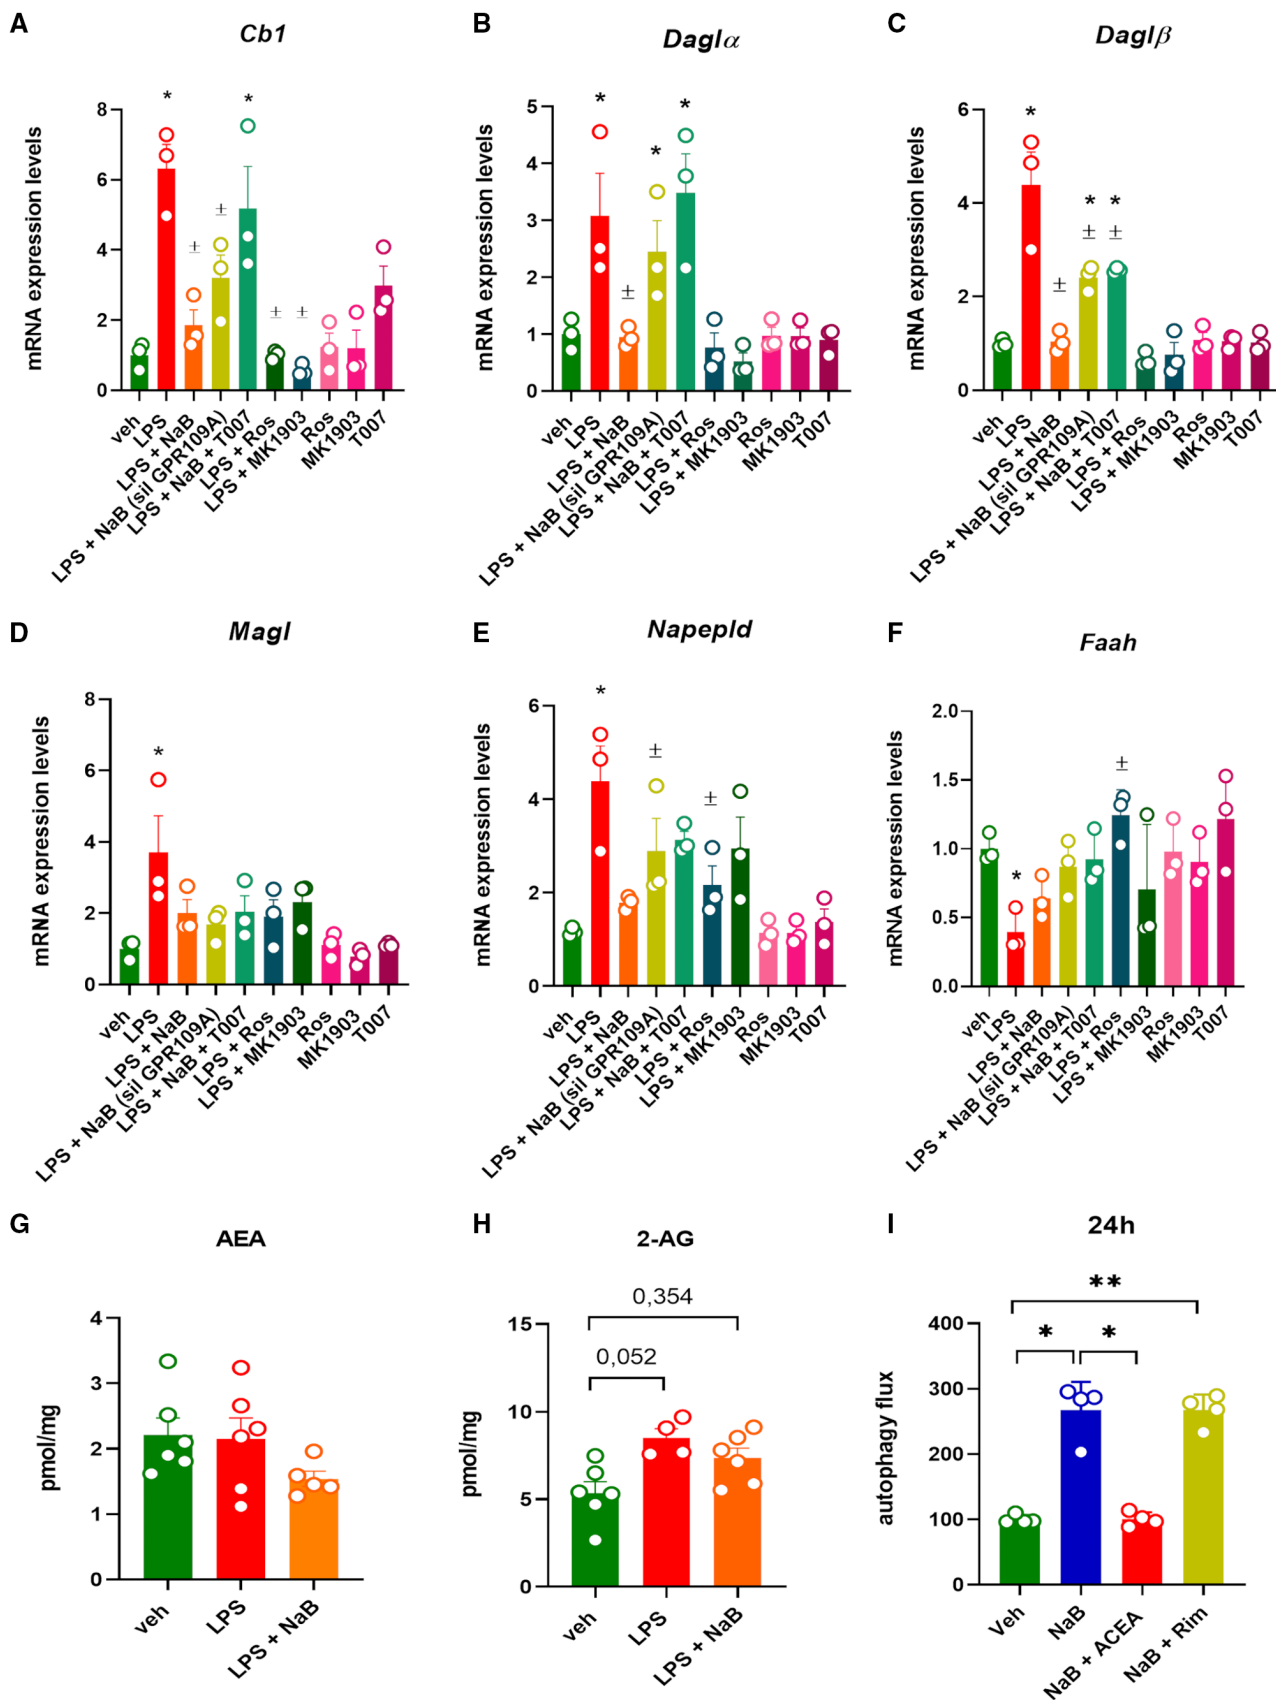 A
Cb1
mRNA expression levels
8
6
4
2
0
*
±
±
*
±
±
veh
LPS
LPS + NaB
LPS + NaB (sil GPR109A)
LPS + NaB + T007
LPS + Ros
LPS + MK1903
Ros
MK1903
T007
B
Daglα
mRNA expression levels
5
4
3
2
1
0
*
±
*
*
veh
LPS
LPS + NaB
LPS + NaB (sil GPR109A)
LPS + NaB + T007
LPS + Ros
LPS + MK1903
Ros
MK1903
T007
C
Daglβ
mRNA expression levels
6
4
2
0
*
±
*
±
*
±
veh
LPS
LPS + NaB
LPS + NaB (sil GPR109A)
LPS + NaB + T007
LPS + Ros
LPS + MK1903
Ros
MK1903
T007
D
Magl
mRNA expression levels
8
6
4
2
0
*
veh
LPS
LPS + NaB
LPS + NaB (sil GPR109A)
LPS + NaB + T007
LPS + Ros
LPS + MK1903
Ros
MK1903
T007
E
Napepld
mRNA expression levels
6
4
2
0
*
±
±
veh
LPS
LPS + NaB
LPS + NaB (sil GPR109A)
LPS + NaB + T007
LPS + Ros
LPS + MK1903
Ros
MK1903
T007
F
Faah
mRNA expression levels
2.0
1.5
1.0
0.5
0.0
*
±
veh
LPS
LPS + NaB
LPS + NaB (sil GPR109A)
LPS + NaB + T007
LPS + Ros
LPS + MK1903
Ros
MK1903
T007
G
AEA
pmol/mg
4
3
2
1
0
veh
LPS
LPS + NaB
H
2-AG
pmol/mg
15
10
5
0
0,354
0,052
veh
LPS
LPS + NaB
I
24h
autophagy flux
400
300
200
100
0
**
*
*
Veh
NaB
NaB + ACEA
NaB + Rim